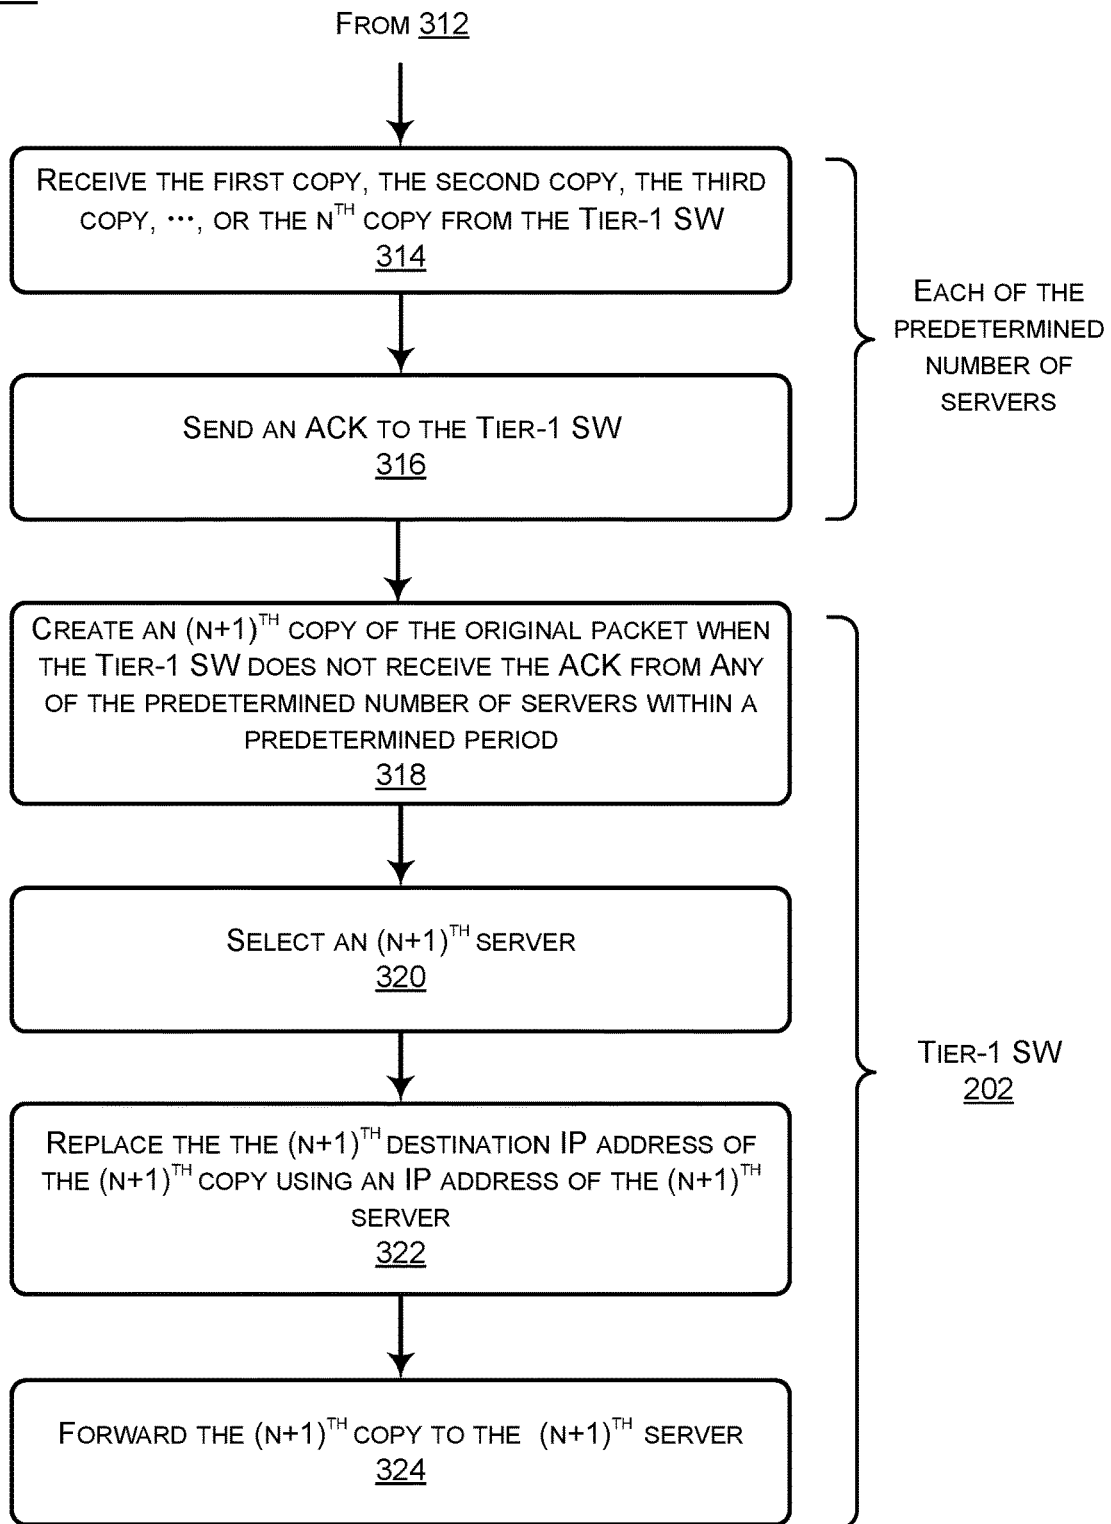 FROM 312
RECEIVE THE FIRST COPY, THE SECOND COPY, THE THIRD
COPY, ···, OR THE NTH COPY FROM THE TIER-1 SW
314
SEND AN ACK TO THE TIER-1 SW
316
EACH OF THE
PREDETERMINED
NUMBER OF
SERVERS
CREATE AN (N+1)TH COPY OF THE ORIGINAL PACKET WHEN
THE TIER-1 SW DOES NOT RECEIVE THE ACK FROM ANY
OF THE PREDETERMINED NUMBER OF SERVERS WITHIN A
PREDETERMINED PERIOD
318
SELECT AN (N+1)TH SERVER
320
REPLACE THE THE (N+1)TH DESTINATION IP ADDRESS OF
THE (N+1)TH COPY USING AN IP ADDRESS OF THE (N+1)TH
SERVER
322
FORWARD THE (N+1)TH COPY TO THE (N+1)TH SERVER
324
TIER-1 SW
202